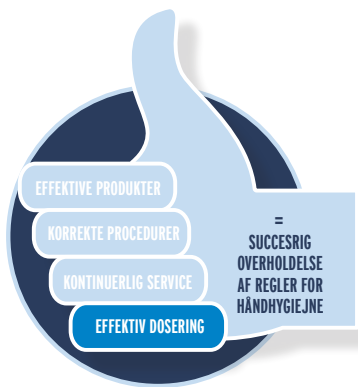 EFFEKTIVE PRODUKTER
KORREKTE PROCEDURER
KONTINUERLIG SERVICE
EFFEKTIV DOSERING
=
SUCCESRIG
OVERHOLDELSE
AF REGLER FOR
HÅNDHYGIEJNE